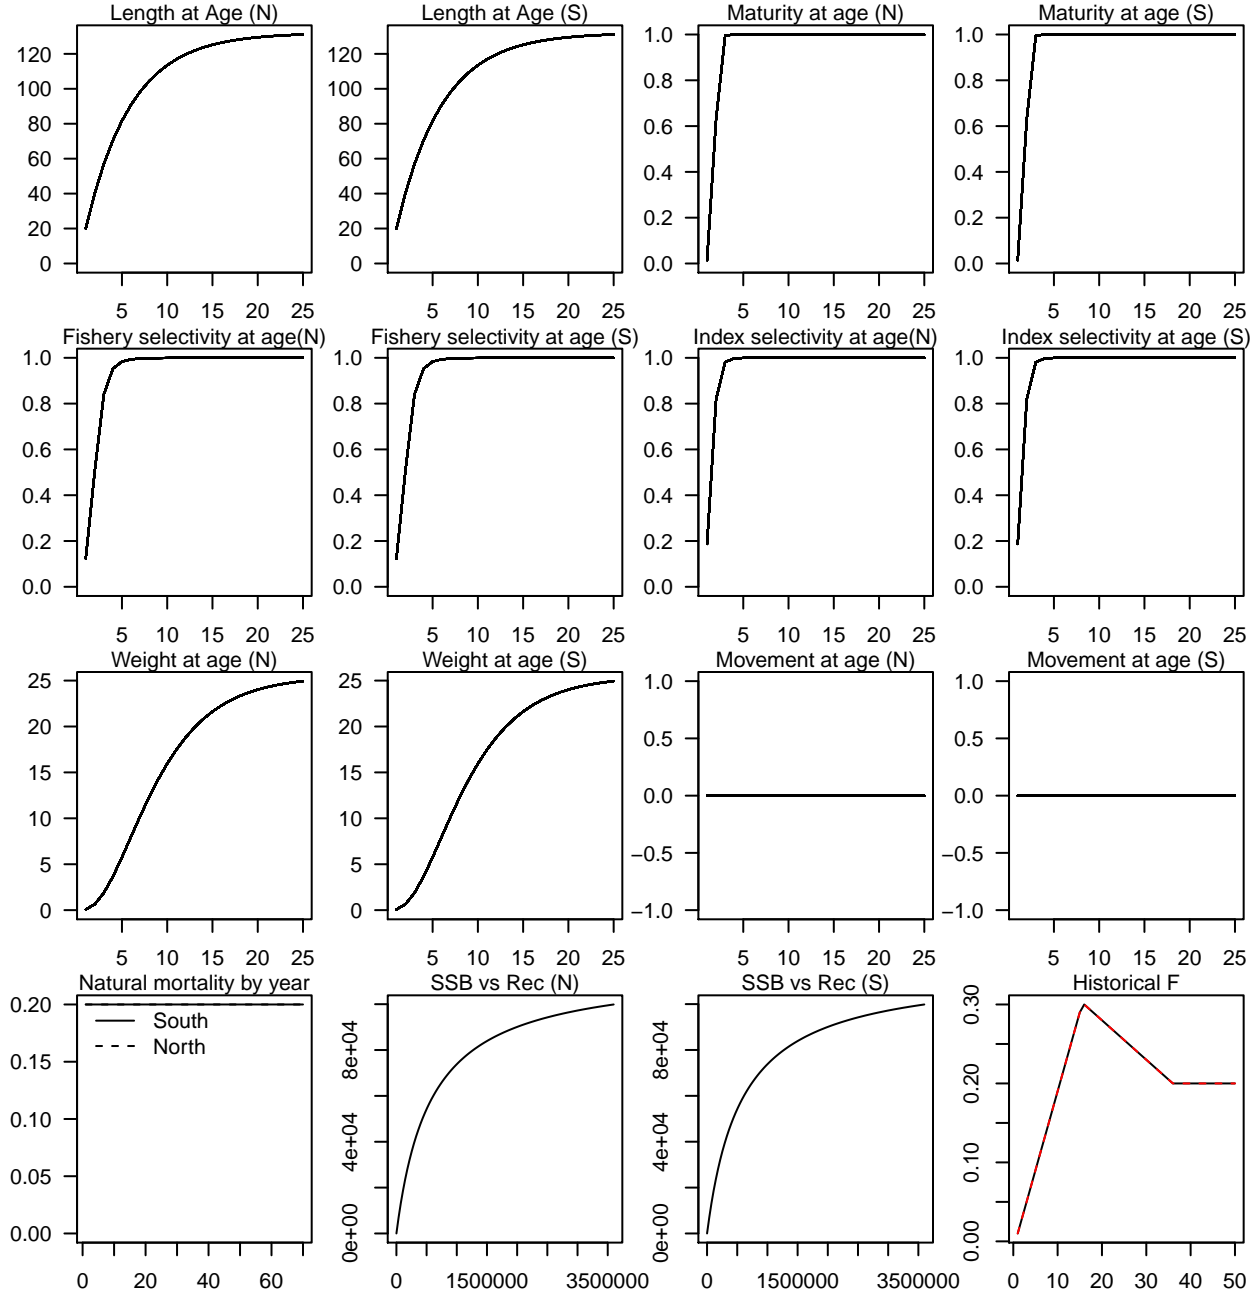 Length at Age (N)
Length at Age (S)
Maturity at age (N)
Maturity at age (S)
120
100
80
60
40
20
0
5 10 15 20 25
120
100
80
60
40
20
0
5 10 15 20 25
1.0
0.8
0.6
0.4
0.2
0.0
5 10 15 20 25
1.0
0.8
0.6
0.4
0.2
0.0
5 10 15 20 25
Fishery selectivity at age(N)
Fishery selectivity at age (S)
Index selectivity at age(N)
Index selectivity at age (S)
1.0
0.8
0.6
0.4
0.2
0.0
5 10 15 20 25
1.0
0.8
0.6
0.4
0.2
0.0
5 10 15 20 25
1.0
0.8
0.6
0.4
0.2
0.0
5 10 15 20 25
1.0
0.8
0.6
0.4
0.2
0.0
5 10 15 20 25
Weight at age (N)
Weight at age (S)
Movement at age (N)
Movement at age (S)
25
20
15
10
5
0
5 10 15 20 25
25
20
15
10
5
0
5 10 15 20 25
1.0
0.5
0.0
−0.5
−1.0
5 10 15 20 25
1.0
0.5
0.0
−0.5
−1.0
5 10 15 20 25
Natural mortality by year
SSB vs Rec (N)
SSB vs Rec (S)
Historical F
0.20
0.15
0.10
0.05
0.00
South
North
0 20 40 60
8e+04
4e+04
0e+00
0 1500000 3500000
8e+04
4e+04
0e+00
0 1500000 3500000
0.30
0.20
0.10
0.00
0 10 20 30 40 50